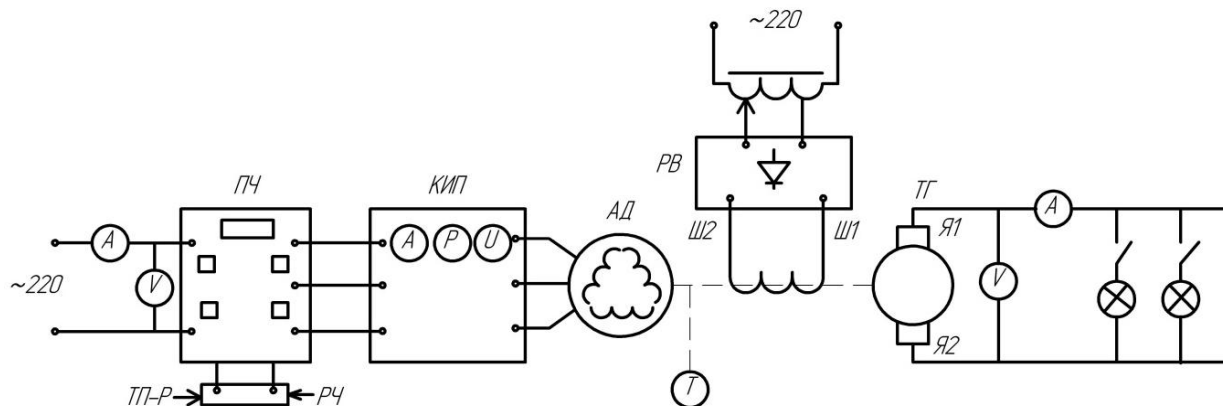 ~220
РВ
Ш2
Ш1
ПЧ
КИП
АД
ТГ
Я1
Я2
A
V
A
P
U
A
V
~220
T
ТП-Р
РЧ